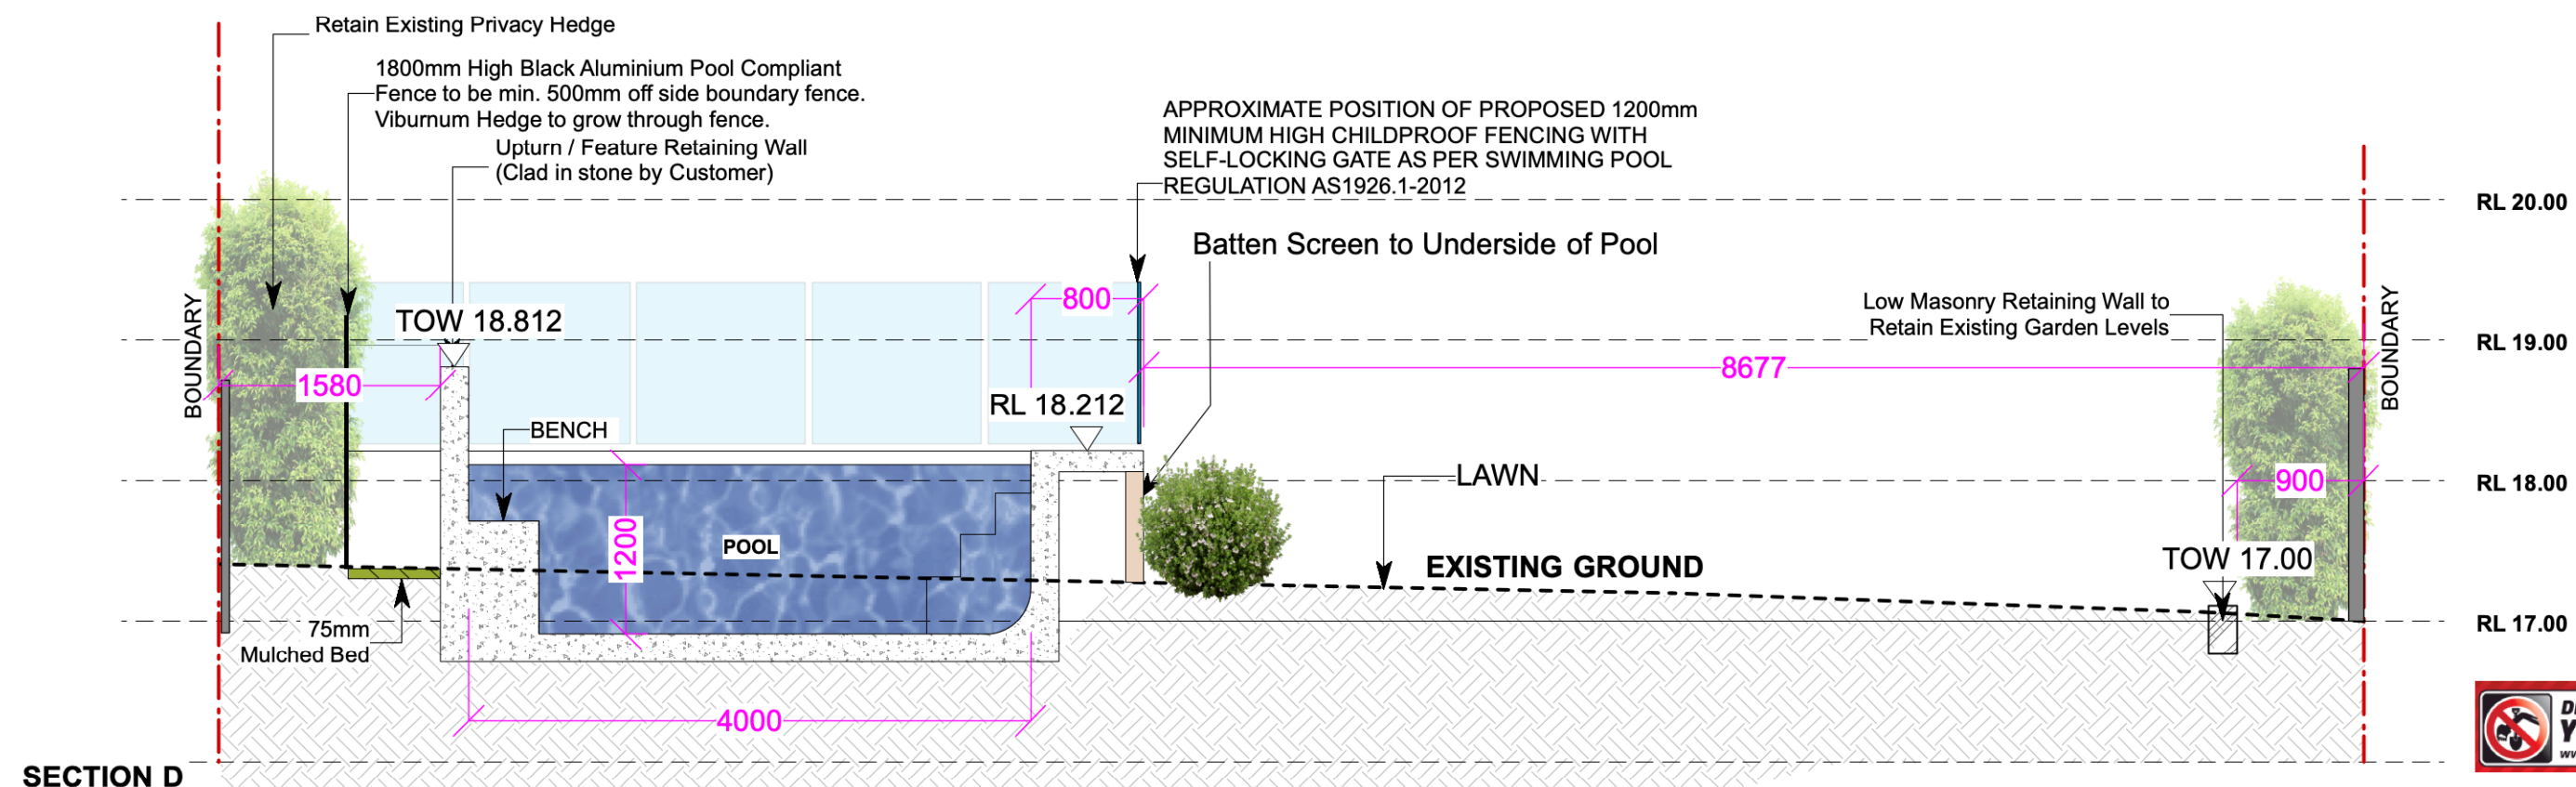 Retain Existing Privacy Hedge
1800mm High Black Aluminium Pool Compliant
Fence to be min. 500mm off side boundary fence.
Viburnum Hedge to grow through fence.
Upturn / Feature Retaining Wall
(Clad in stone by Customer)
APPROXIMATE POSITION OF PROPOSED 1200mm
MINIMUM HIGH CHILDPROOF FENCING WITH
SELF-LOCKING GATE AS PER SWIMMING POOL
REGULATION AS1926.1-2012
RL 20.00
Batten Screen to Underside of Pool
800
Low Masonry Retaining Wall to
Retain Existing Garden Levels
TOW 18.812
RL 19.00
BOUNDARY
BOUNDARY
1580
8677
RL 18.212
BENCH
LAWN
900
RL 18.00
1200
POOL
EXISTING GROUND
TOW 17.00
75mm
Mulched Bed
RL 17.00
4000
SECTION D